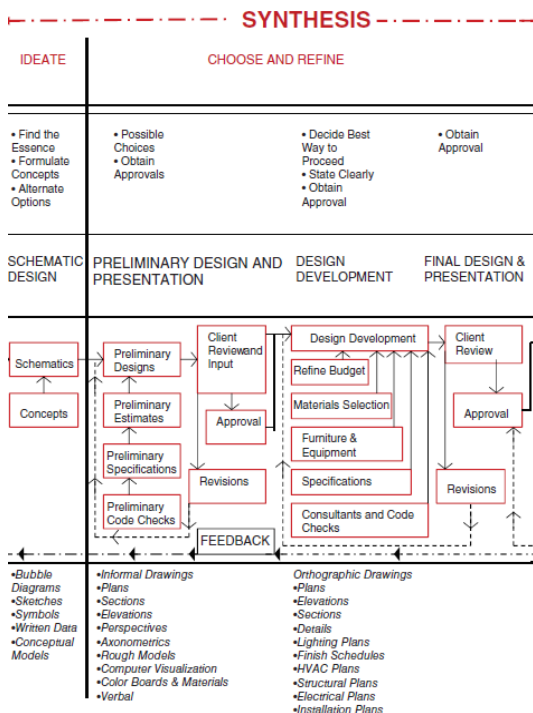 SYNTHESIS
IDEATE
CHOOSE AND REFINE
• Find the
Essence
• Formulate
Concepts
• Alternate
Options
• Possible
Choices
• Obtain
Approvals
• Decide Best
Way to
Proceed
• State Clearly
• Obtain
Approval
• Obtain
Approval
SCHEMATIC
DESIGN
PRELIMINARY DESIGN AND
PRESENTATION
DESIGN
DEVELOPMENT
FINAL DESIGN &
PRESENTATION
Schematics
Concepts
Preliminary
Designs
Preliminary
Estimates
Preliminary
Specifications
Preliminary
Code Checks
Client
Reviewand
Input
Approval
Revisions
Design Development
Refine Budget
Materials Selection
Furniture &
Equipment
Specifications
Consultants and Code
Checks
Client
Review
Approval
Revisions
FEEDBACK
•Bubble
Diagrams
•Sketches
•Symbols
•Written Data
•Conceptual
Models
•Informal Drawings
•Plans
•Sections
•Elevations
•Perspectives
•Axonometrics
•Rough Models
•Computer Visualization
•Color Boards & Materials
•Verbal
Orthographic Drawings
•Plans
•Elevations
•Sections
•Details
•Lighting Plans
•Finish Schedules
•HVAC Plans
•Structural Plans
•Electrical Plans
•Installation Plans